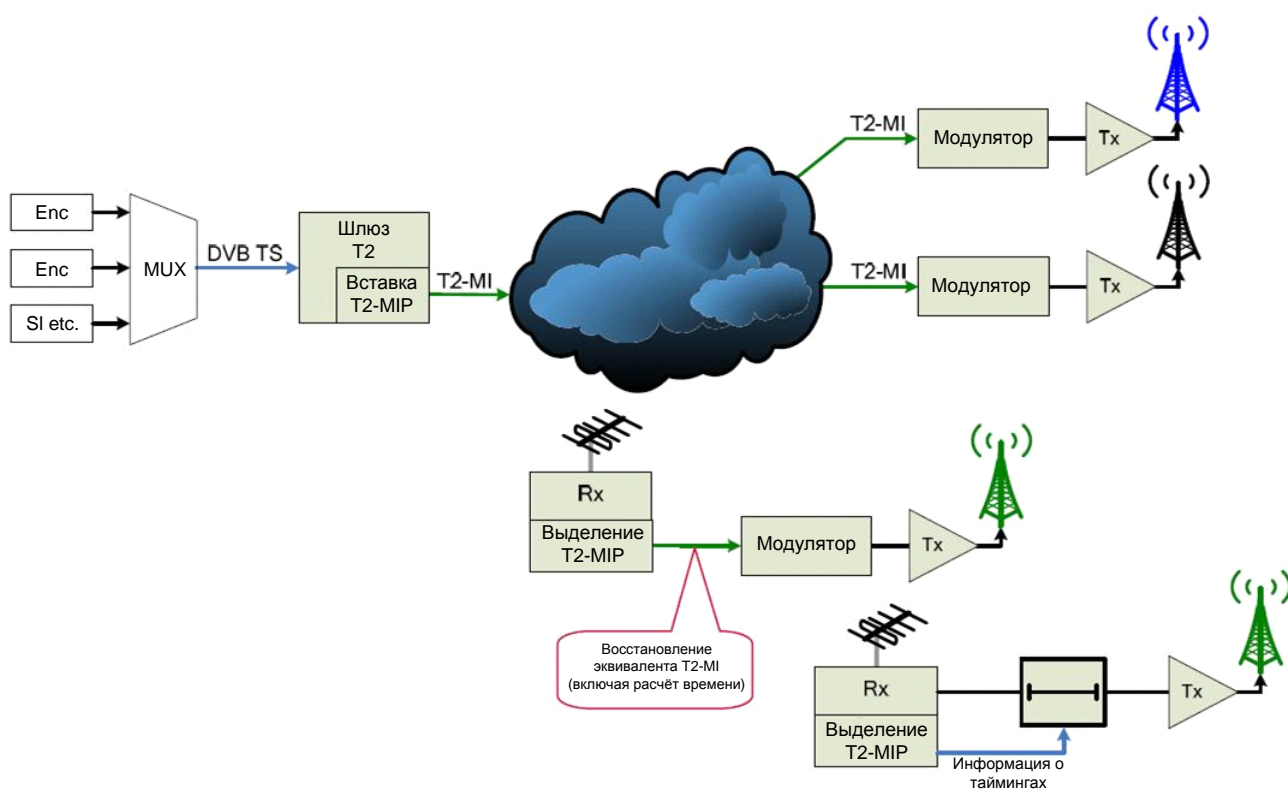 T2-MI
Модулятор
Tx
Enc
Enc
SI etc.
MUX
DVB TS
Шлюз
T2
Вставка
T2-MIP
T2-MI
T2-MI
Модулятор
Tx
Rx
Выделение
T2-MIP
Модулятор
Tx
Восстановление
эквивалента T2-MI
(включая расчёт времени)
Rx
Выделение
T2-MIP
Tx
Информация о
таймингах